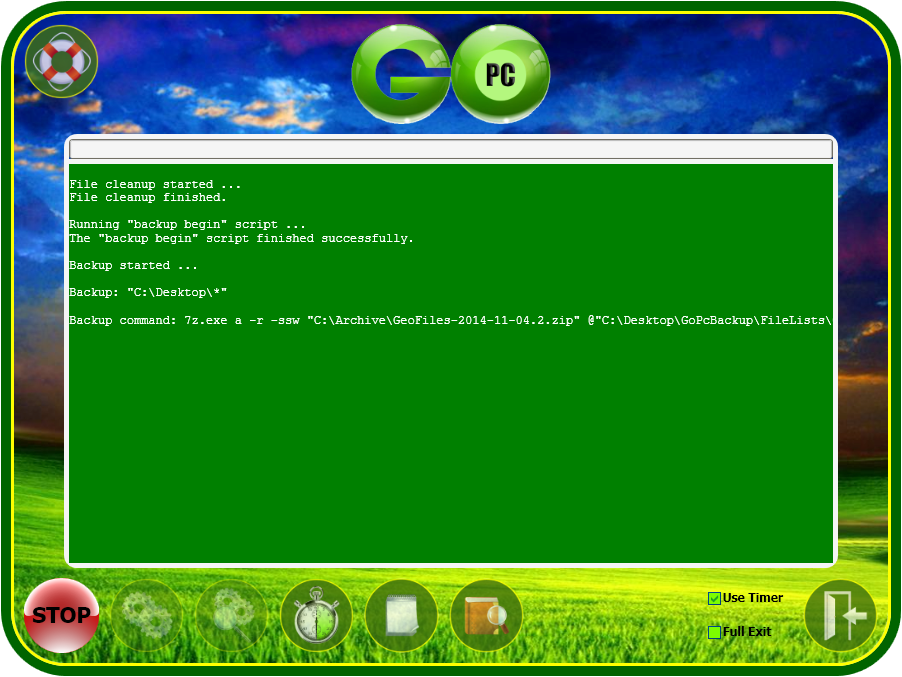 GO PC
File cleanup started ...
File cleanup finished.
Running "backup begin" script ...
The "backup begin" script finished successfully.
Backup started ...
Backup: "C:\Desktop\*"
Backup command: 7z.exe a -r -ssw "C:\Archive\GeoFiles-2014-11-04.2.zip" @"C:\Desktop\GoPcBackup\FileLists\
STOP
Use Timer
Full Exit